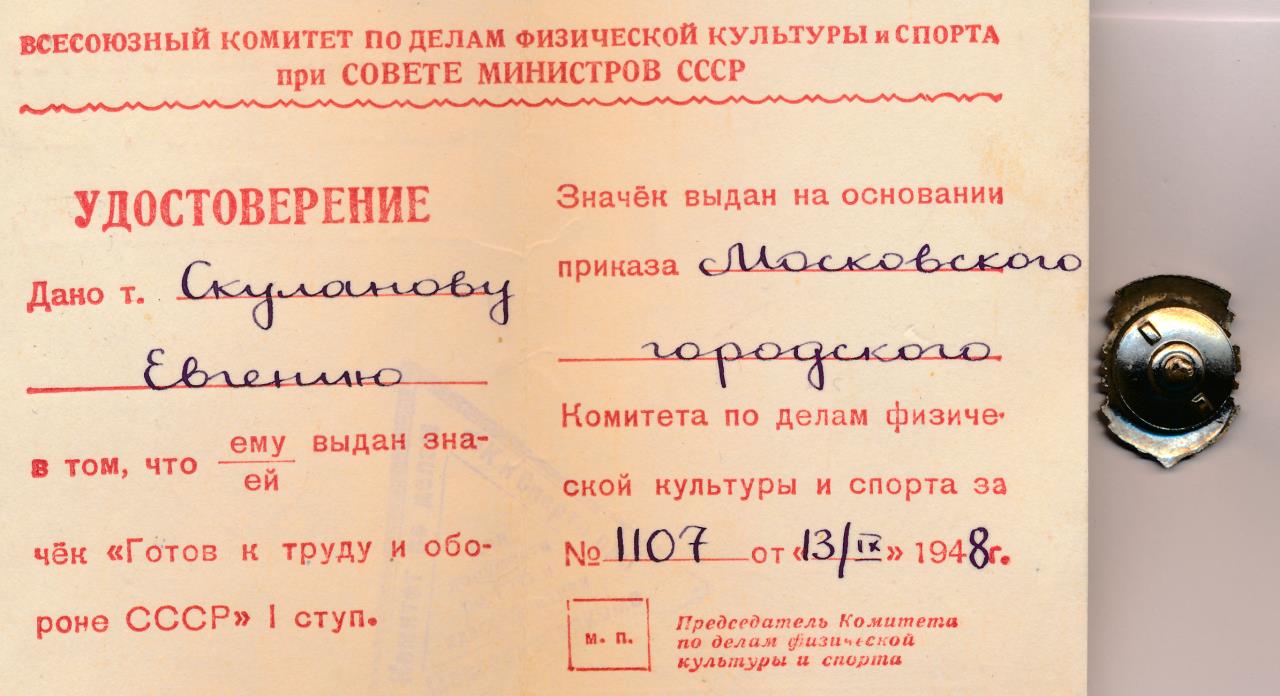 ВСЕСОЮЗНЫЙ КОМИТЕТ ПО ДЕЛАМ ФИЗИЧЕСКОЙ КУЛЬТУРЫ и СПОРТА
при СОВЕТЕ МИНИСТРОВ СССР
УДОСТОВЕРЕНИЕ
Дано т. Скуланову
Евгению
в том, что ему выдан зна-
ей
чёк «Готов к труду и обо-
роне СССР» I ступ.
Значёк выдан на основании
приказа Московского
городского
Комитета по делам физиче-
ской культуры и спорта за
№ 1107 от «13/IX» 1948г.
м. п.
Председатель Комитета
по делам физической
культуры и спорта